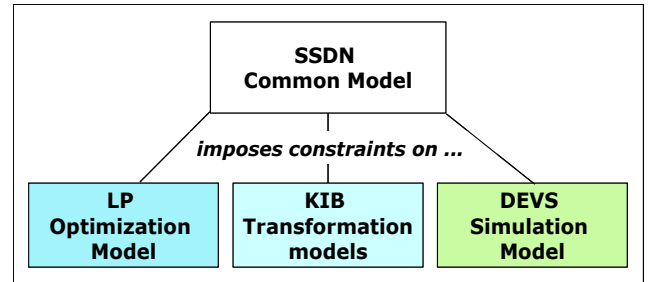 SSDN
Common Model
imposes constraints on ...
LP
Optimization
Model
KIB
Transformation
models
DEVS
Simulation
Model